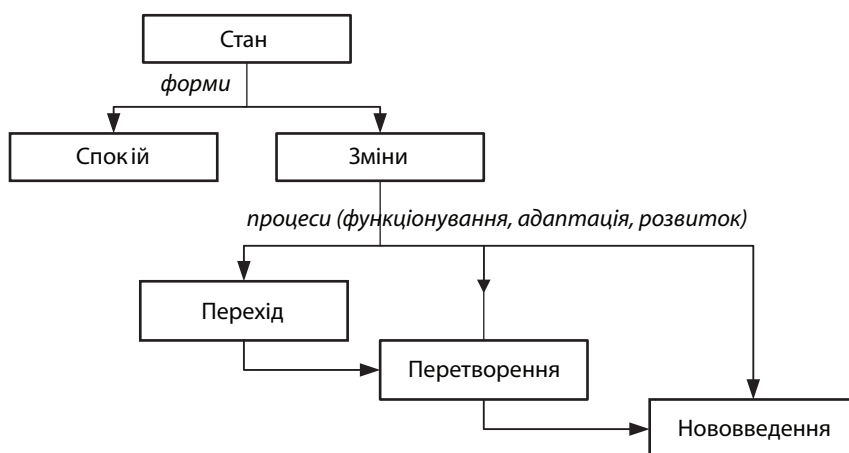 Стан
форми
Спокій
Зміни
процеси (функціонування, адаптація, розвиток)
Перехід
Перетворення
Нововведення